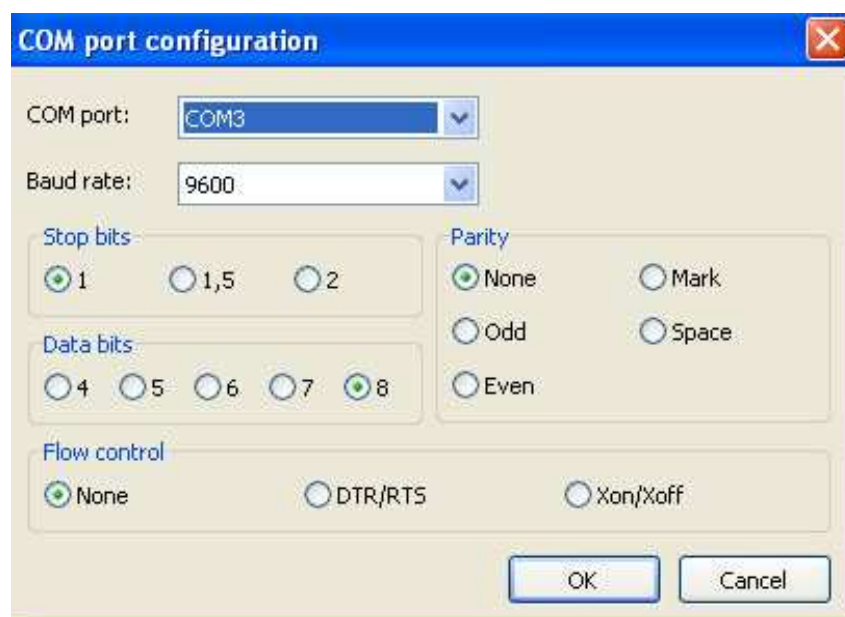 COM port configuration
COM port: COM3
Baud rate: 9600
Stop bits
1 1,5 2
Parity
None Mark
Odd Space
Even
Data bits
4 5 6 7 8
Flow control
None DTR/RTS Xon/Xoff
OK Cancel